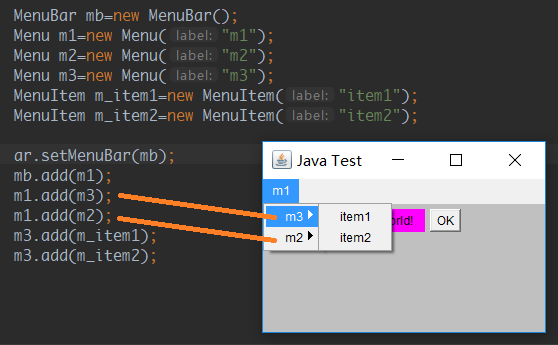 MenuBar mb=new MenuBar();
Menu m1=new Menu( label: "m1");
Menu m2=new Menu( label: "m2");
Menu m3=new Menu( label: "m3");
MenuItem m_item1=new MenuItem( label: "item1");
MenuItem m_item2=new MenuItem( label: "item2");
ar.setMenuBar(mb);
mb.add(m1);
m1.add(m3);
m1.add(m2);
m3.add(m_item1);
m3.add(m_item2);
Java Test
m1
m3 item1
OK
m2 item2